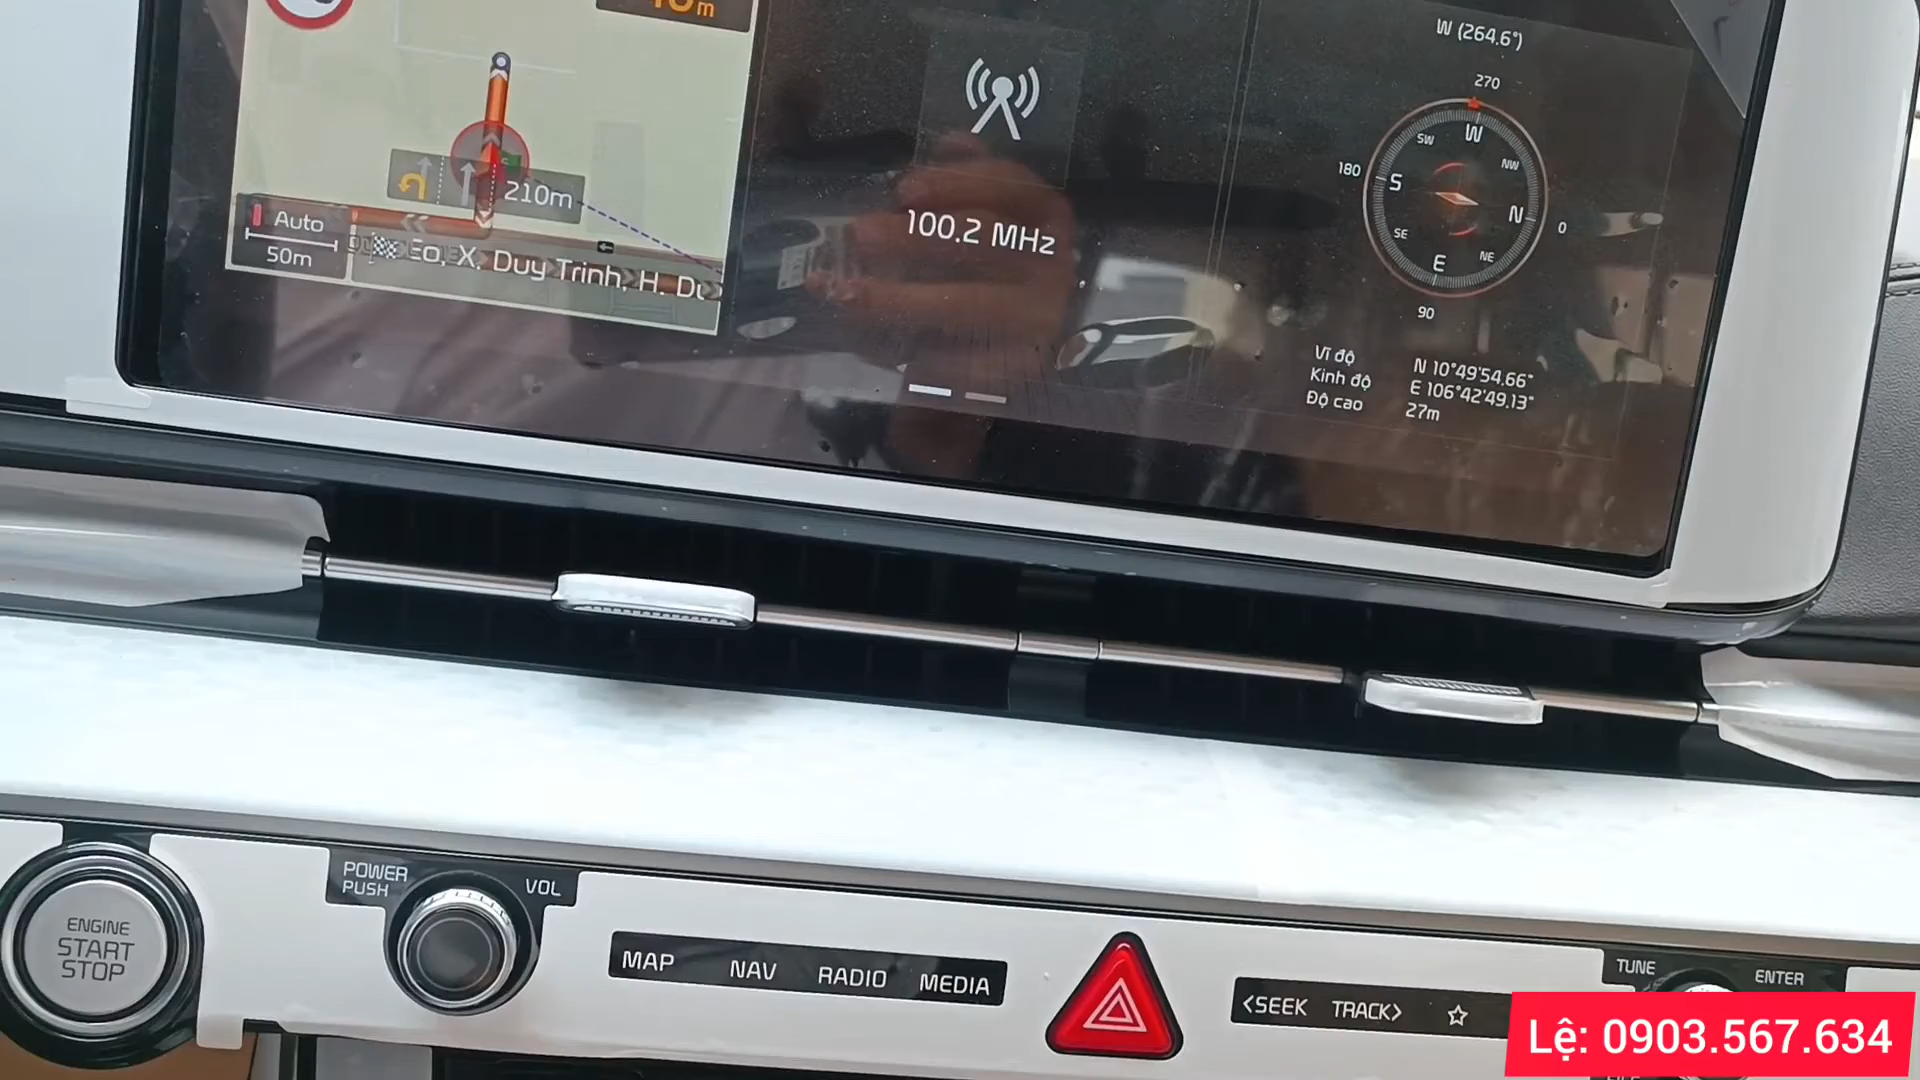 210m
Auto
50m
Eo, X. Duy Trinh, H. Du
100.2 MHz
W (264.6°)
270
W
SW
NW
180
S
N
0
SE
NE
E
90
Vĩ độ N 10°49'54.66"
Kinh độ E 106°42'49.13"
Độ cao 27m
ENGINE
START
STOP
POWER
PUSH
VOL
MAP NAV RADIO MEDIA
<SEEK TRACK> ☆
TUNE
ENTER
Lệ: 0903.567.634